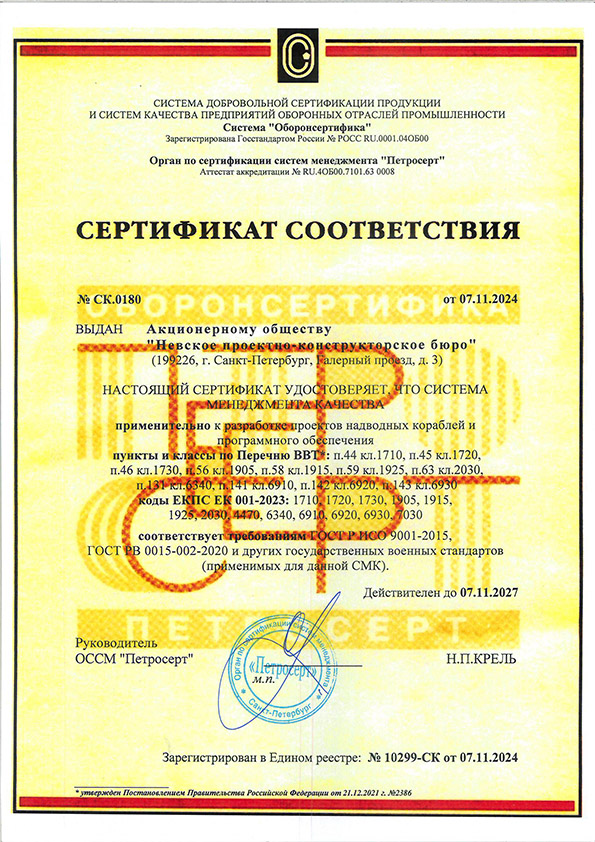 СИСТЕМА ДОБРОВОЛЬНОЙ СЕРТИФИКАЦИИ ПРОДУКЦИИ
И СИСТЕМ КАЧЕСТВА ПРЕДПРИЯТИЙ ОБОРОННЫХ ОТРАСЛЕЙ ПРОМЫШЛЕННОСТИ
Система "Оборонсертифика"
Зарегистрирована Госстандартом России № РОСС RU.0001.04ОБ00
Орган по сертификации систем менеджмента "Петросерт"
Аттестат аккредитации № RU.4ОБ00.7101.63 0008
СЕРТИФИКАТ СООТВЕТСТВИЯ
№ СК.0180 от 07.11.2024
ОБОРОНСЕРТИФИКА
ВЫДАН Акционерному обществу
"Невское проектно-конструкторское бюро"
(199226, г. Санкт-Петербург, Галерный проезд, д. 3)
НАСТОЯЩИЙ СЕРТИФИКАТ УДОСТОВЕРЯЕТ, ЧТО СИСТЕМА
МЕНЕДЖМЕНТА КАЧЕСТВА
применительно к разработке проектов надводных кораблей и
программного обеспечения
пункты и классы по Перечню ВВТ*: п.44 кл.1710, п.45 кл.1720,
п.46 кл.1730, п.56 кл.1905, п.58 кл.1915, п.59 кл.1925, п.63 кл.2030,
п.131 кл.6340, п.141 кл.6910, п.142 кл.6920, п.143 кл.6930
коды ЕКПС ЕК 001-2023: 1710, 1720, 1730, 1905, 1915,
1925, 2030, 4470, 6340, 6910, 6920, 6930, 7030
соответствует требованиям ГОСТ Р ИСО 9001-2015,
ГОСТ РВ 0015-002-2020 и других государственных военных стандартов
(применимых для данной СМК).
Действителен до 07.11.2027
ПЕТРОСЕРТ
Руководитель
ОССМ "Петросерт" Н.П.КРЕЛЬ
Орган по сертификации систем менеджмента
«Петросерт»
М.П.
Санкт-Петербург
Зарегистрирован в Едином реестре: № 10299-СК от 07.11.2024
* утвержден Постановлением Правительства Российской Федерации от 21.12.2021 г. №2386